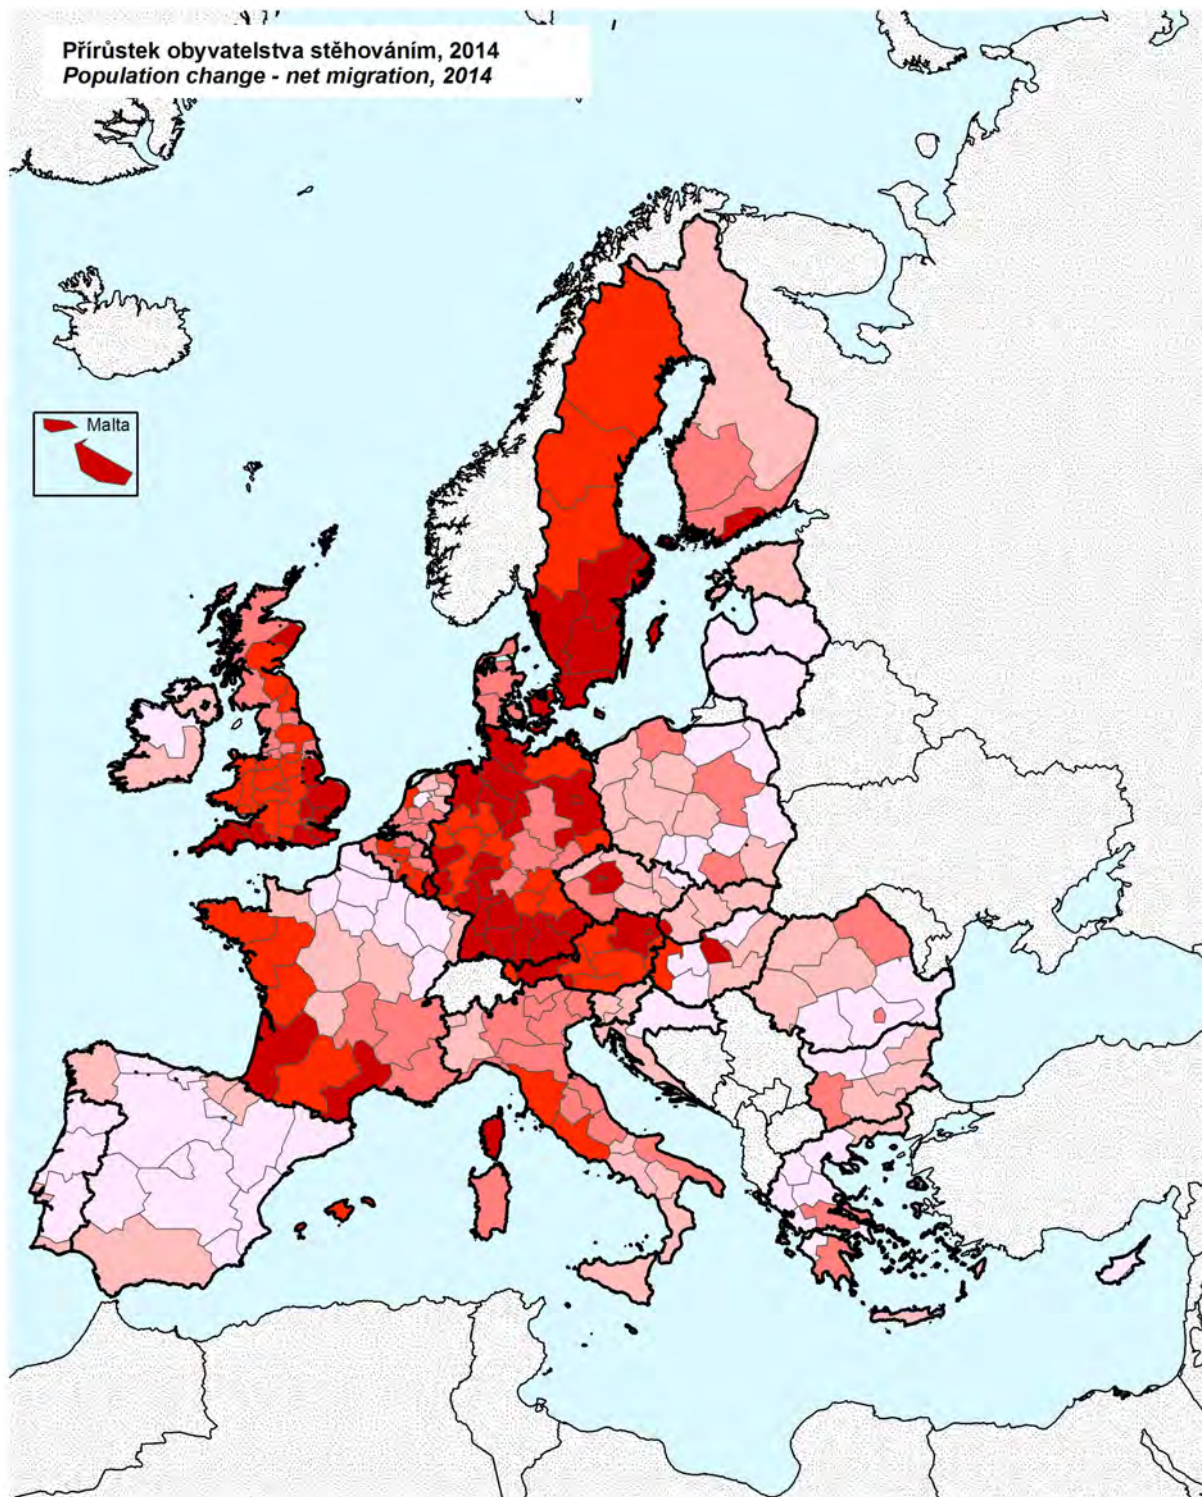 Přírůstek obyvatelstva stěhováním, 2014
Population change - net migration, 2014
Malta